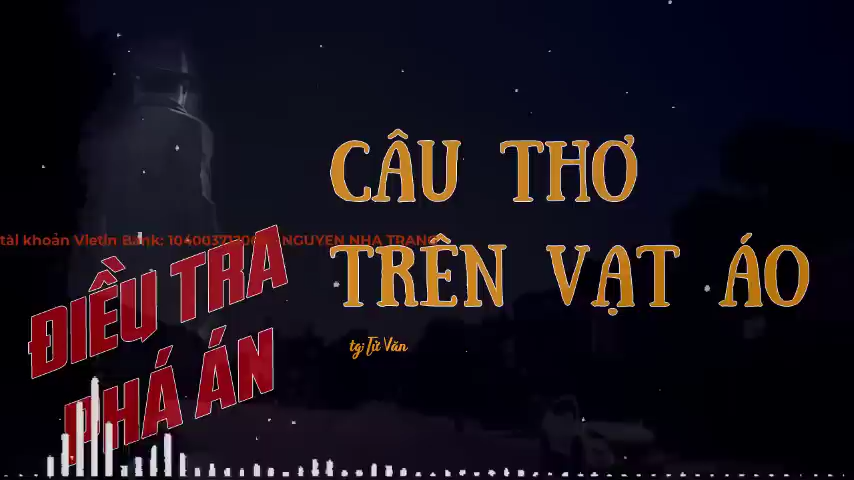 CÂU THƠ
TRÊN VẠT ÁO
tg Từ Văn
tài khoản Vietin Bank: NGUYEN NHA TRANG
ĐIỀU TRA
PHÁ ÁN